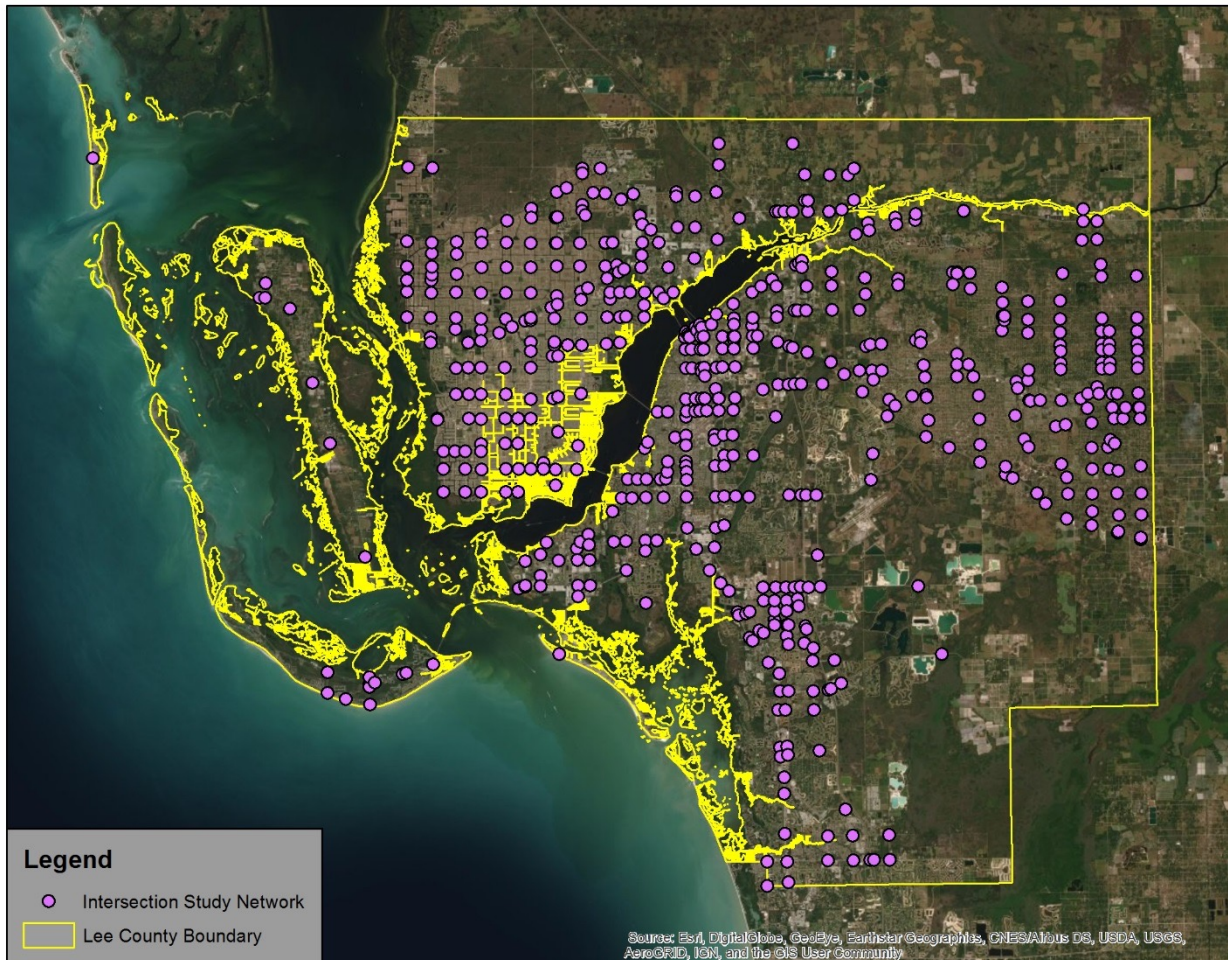 Legend
Intersection Study Network
Lee County Boundary
Source: Esri, DigitalGlobe, GeoEye, Earthstar Geographics, CNES/Airbus DS, USDA, USGS,
AeroGRID, IGN, and the GIS User Community